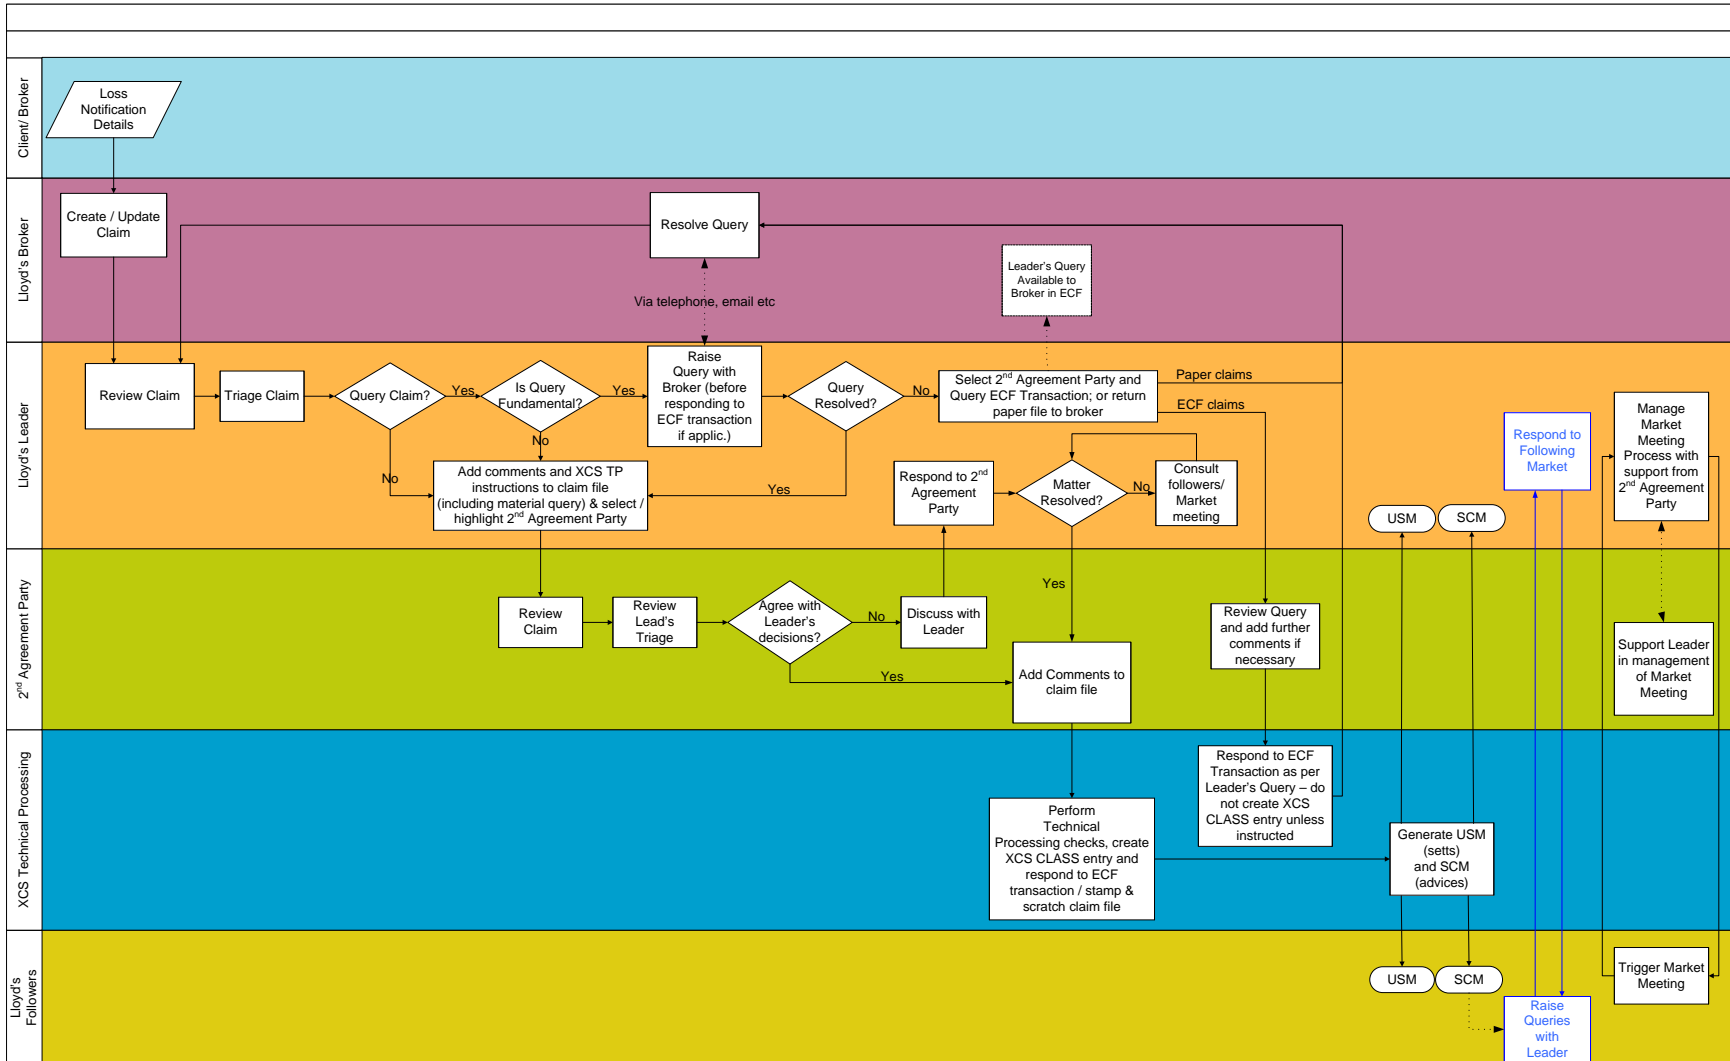 Client/ Broker
Loss
Notification
Details
Lloyd's Broker
Create / Update
Claim
Resolve Query
Via telephone, email etc
Leader's Query
Available to
Broker in ECF
Lloyd's Leader
Review Claim
Triage Claim
Query Claim?
Yes
No
Is Query
Fundamental?
Yes
No
Raise
Query with
Broker (before
responding to
ECF transaction
if applic.)
Query
Resolved?
No
Yes
Select 2nd Agreement Party and
Query ECF Transaction; or return
paper file to broker
Paper claims
ECF claims
Add comments and XCS TP
instructions to claim file
(including material query) & select /
highlight 2nd Agreement Party
Respond to 2nd
Agreement
Party
Matter
Resolved?
No
Yes
Consult
followers/
Market
meeting
USM
SCM
Respond to
Following
Market
Manage
Market
Meeting
Process with
support from
2nd Agreement
Party
2nd Agreement Party
Review
Claim
Review
Lead's
Triage
Agree with
Leader's
decisions?
No
Yes
Discuss with
Leader
Add Comments to
claim file
Review Query
and add further
comments if
necessary
Support Leader
in management
of Market
Meeting
XCS Technical Processing
Perform
Technical
Processing checks, create
XCS CLASS entry and
respond to ECF
transaction / stamp &
scratch claim file
Respond to ECF
Transaction as per
Leader's Query – do
not create XCS
CLASS entry unless
instructed
Generate USM
(setts)
and SCM
(advices)
Lloyd's
Followers
USM
SCM
Raise
Queries
with
Leader
Trigger Market
Meeting